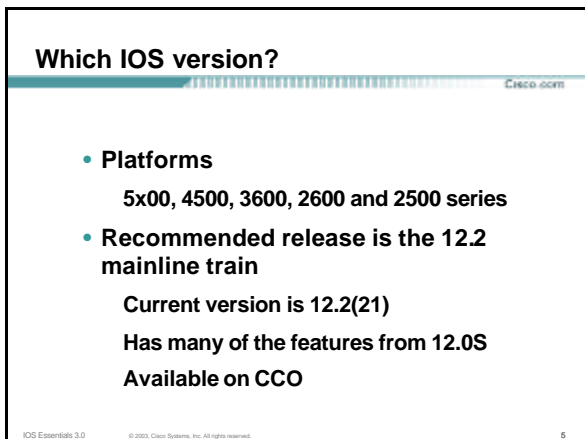 Which IOS version?
Cisco.com
• Platforms
5x00, 4500, 3600, 2600 and 2500 series
• Recommended release is the 12.2
mainline train
Current version is 12.2(21)
Has many of the features from 12.0S
Available on CCO
IOS Essentials 3.0
© 2003, Cisco Systems, Inc. All rights reserved.
5